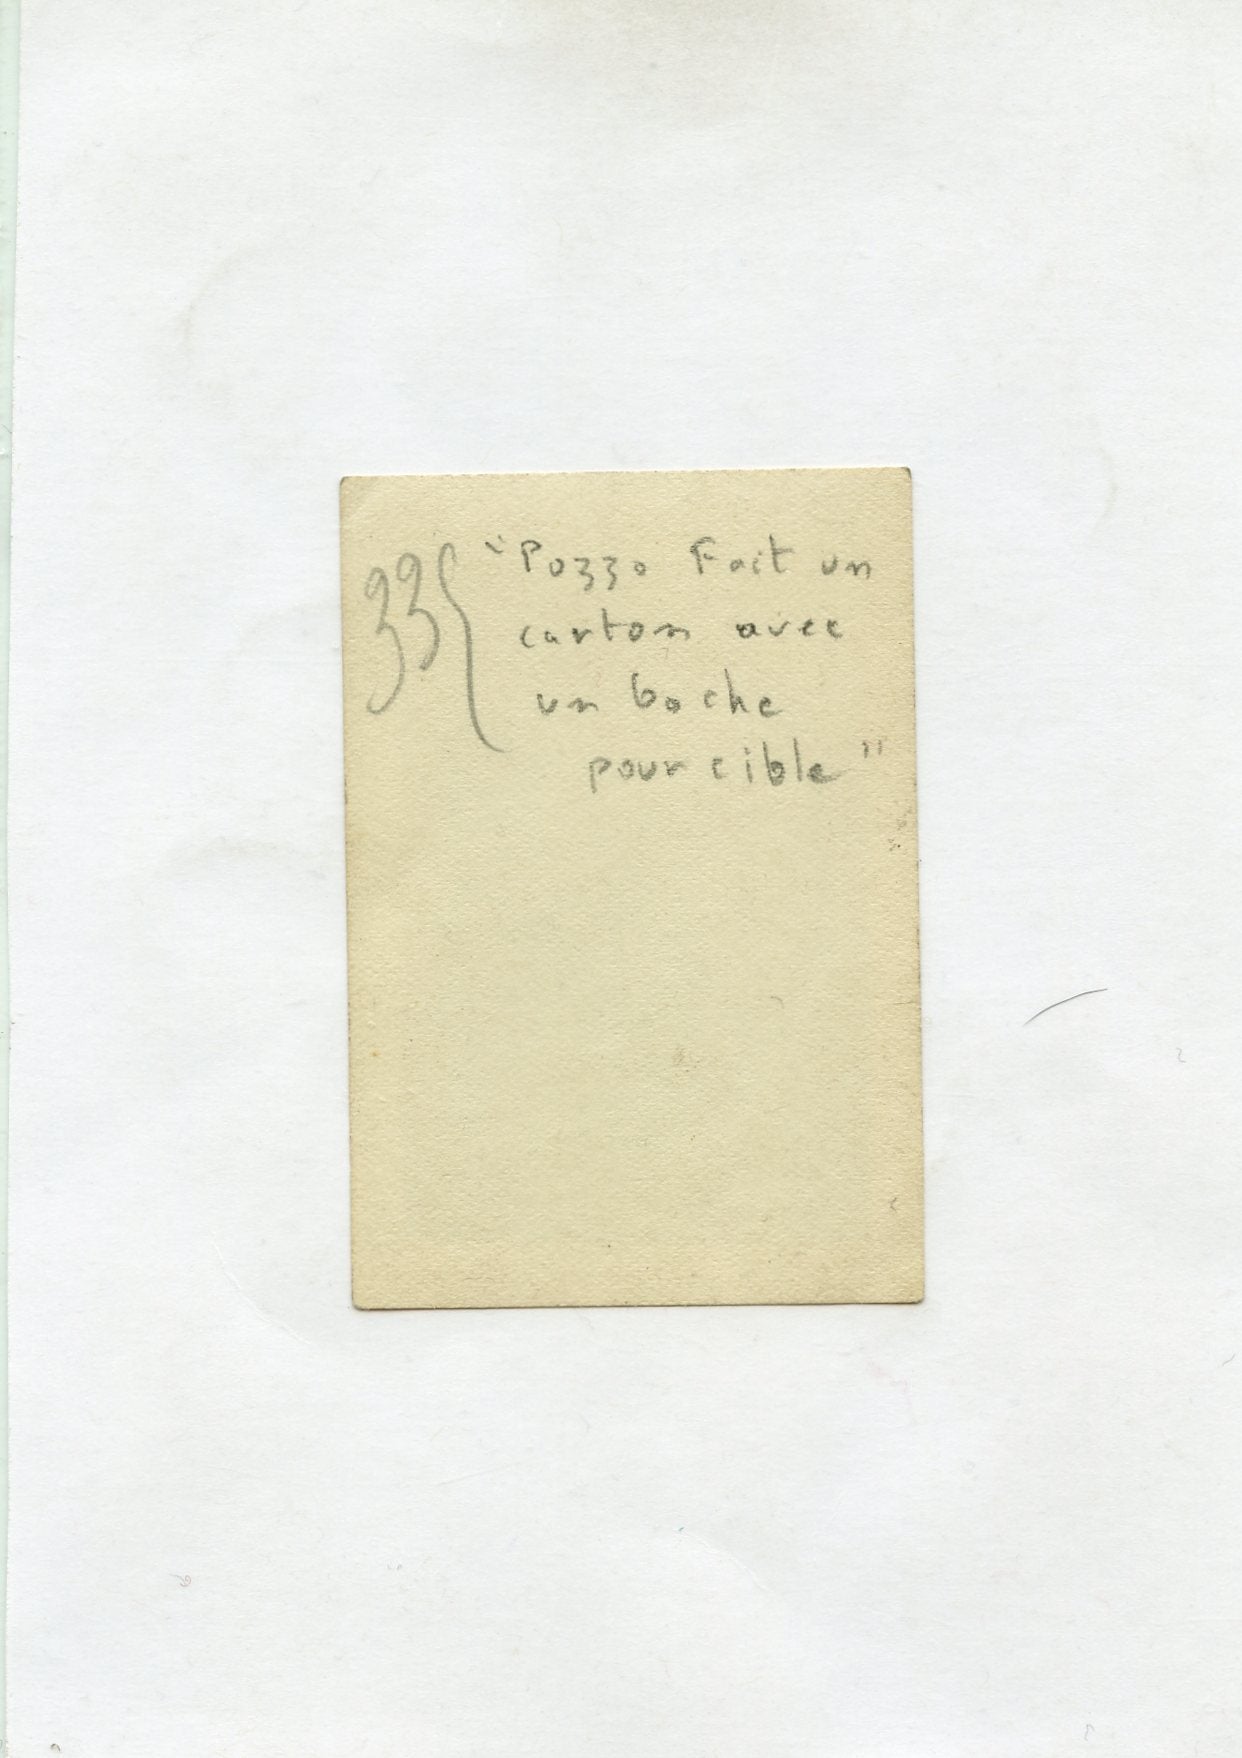 33{ "Pozzo Fait un
carton avec
un boche
pour cible"